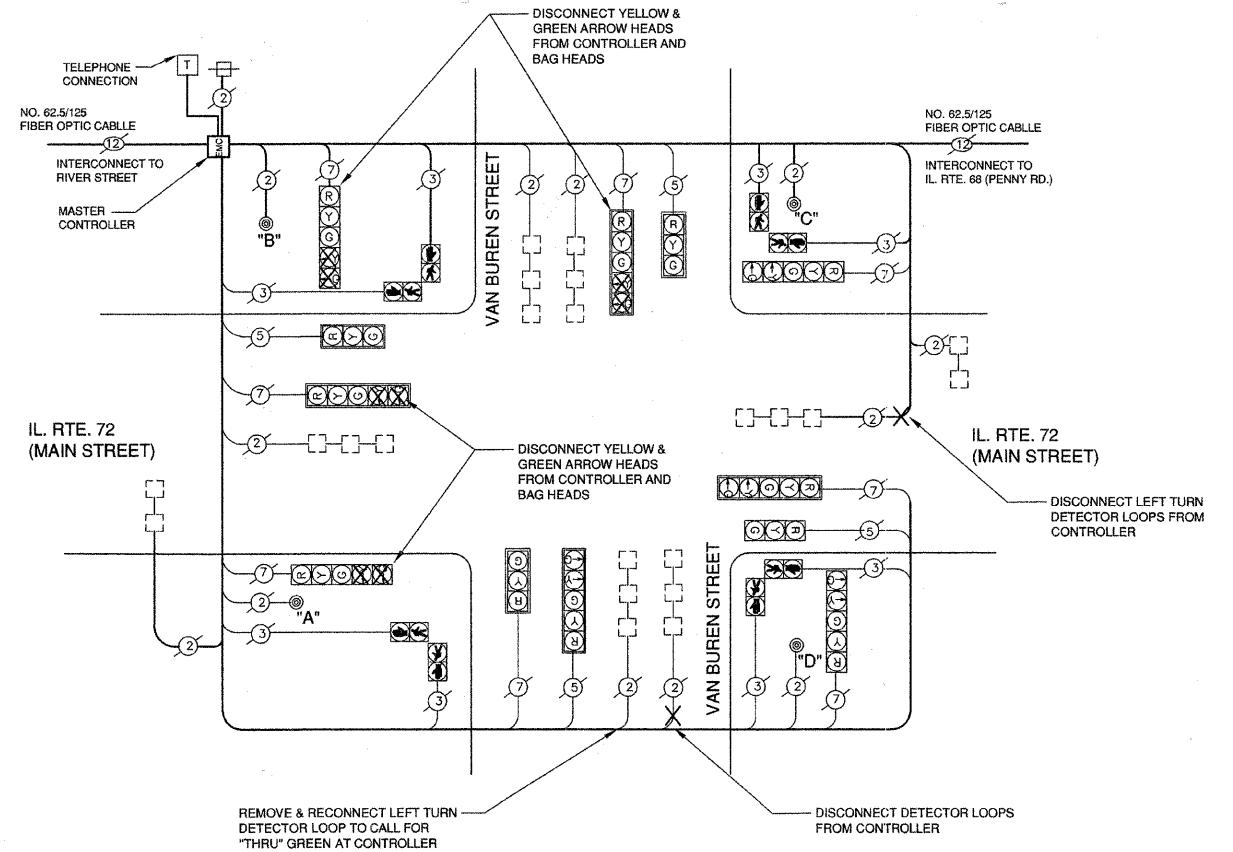 DISCONNECT YELLOW &
GREEN ARROW HEADS
FROM CONTROLLER AND
BAG HEADS
TELEPHONE
CONNECTION
T
2
NO. 62.5/125
FIBER OPTIC CABLLE
12
EMC
INTERCONNECT TO
RIVER STREET
MASTER
CONTROLLER
NO. 62.5/125
FIBER OPTIC CABLLE
12
INTERCONNECT TO
IL. RTE. 68 (PENNY RD.)
2
7
3
2
2
7
5
3
2
"B"
R
Y
G
VAN BUREN STREET
R
Y
G
R
Y
G
"C"
3
3
R Y G Y G
7
5
R Y G
7
R Y G
2
2
2
IL. RTE. 72
(MAIN STREET)
IL. RTE. 72
(MAIN STREET)
DISCONNECT YELLOW &
GREEN ARROW HEADS
FROM CONTROLLER AND
BAG HEADS
DISCONNECT LEFT TURN
DETECTOR LOOPS FROM
CONTROLLER
G Y G Y R
7
G Y R
5
7
R Y G
2
"A"
3
2
3
G
Y
R
G
Y
G
Y
R
VAN BUREN STREET
3
G
Y
G
Y
R
"D"
7
5
2
2
3
2
7
REMOVE & RECONNECT LEFT TURN
DETECTOR LOOP TO CALL FOR
"THRU" GREEN AT CONTROLLER
DISCONNECT DETECTOR LOOPS
FROM CONTROLLER